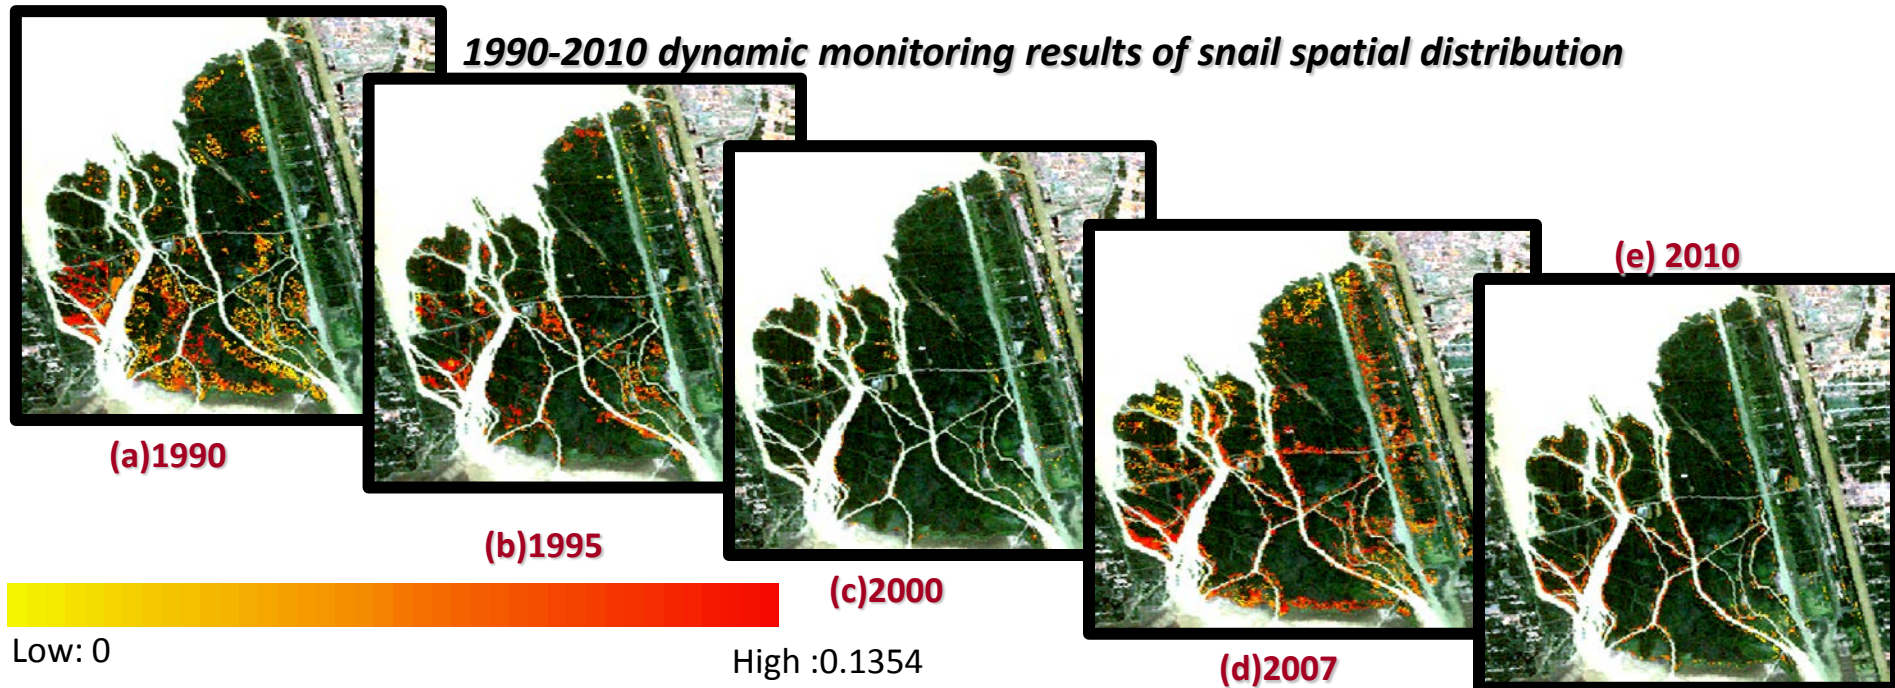 1990-2010 dynamic monitoring results of snail spatial distribution
(e) 2010
(a)1990
(b)1995
(c)2000
(d)2007
Low: 0
High :0.1354